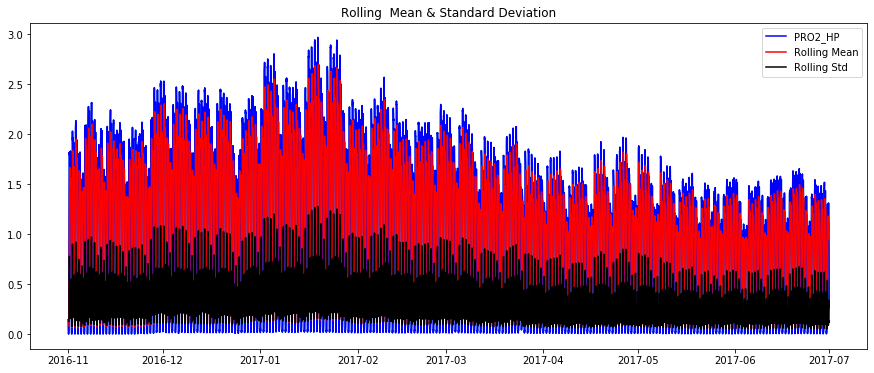 Rolling  Mean & Standard Deviation
PRO2_HP
Rolling Mean
Rolling Std
3.0
2.5
2.0
1.5
1.0
0.5
0.0
2016-11 2016-12 2017-01 2017-02 2017-03 2017-04 2017-05 2017-06 2017-07